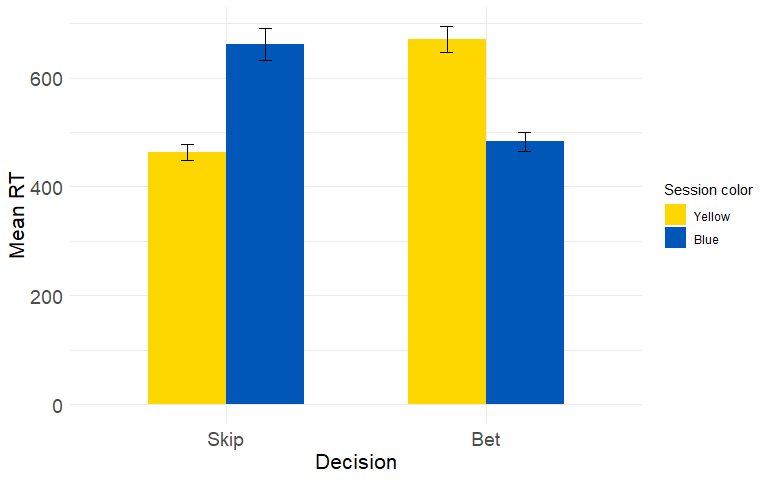 Mean RT
600
400
200
0
Skip
Bet
Decision
Session color
Yellow
Blue